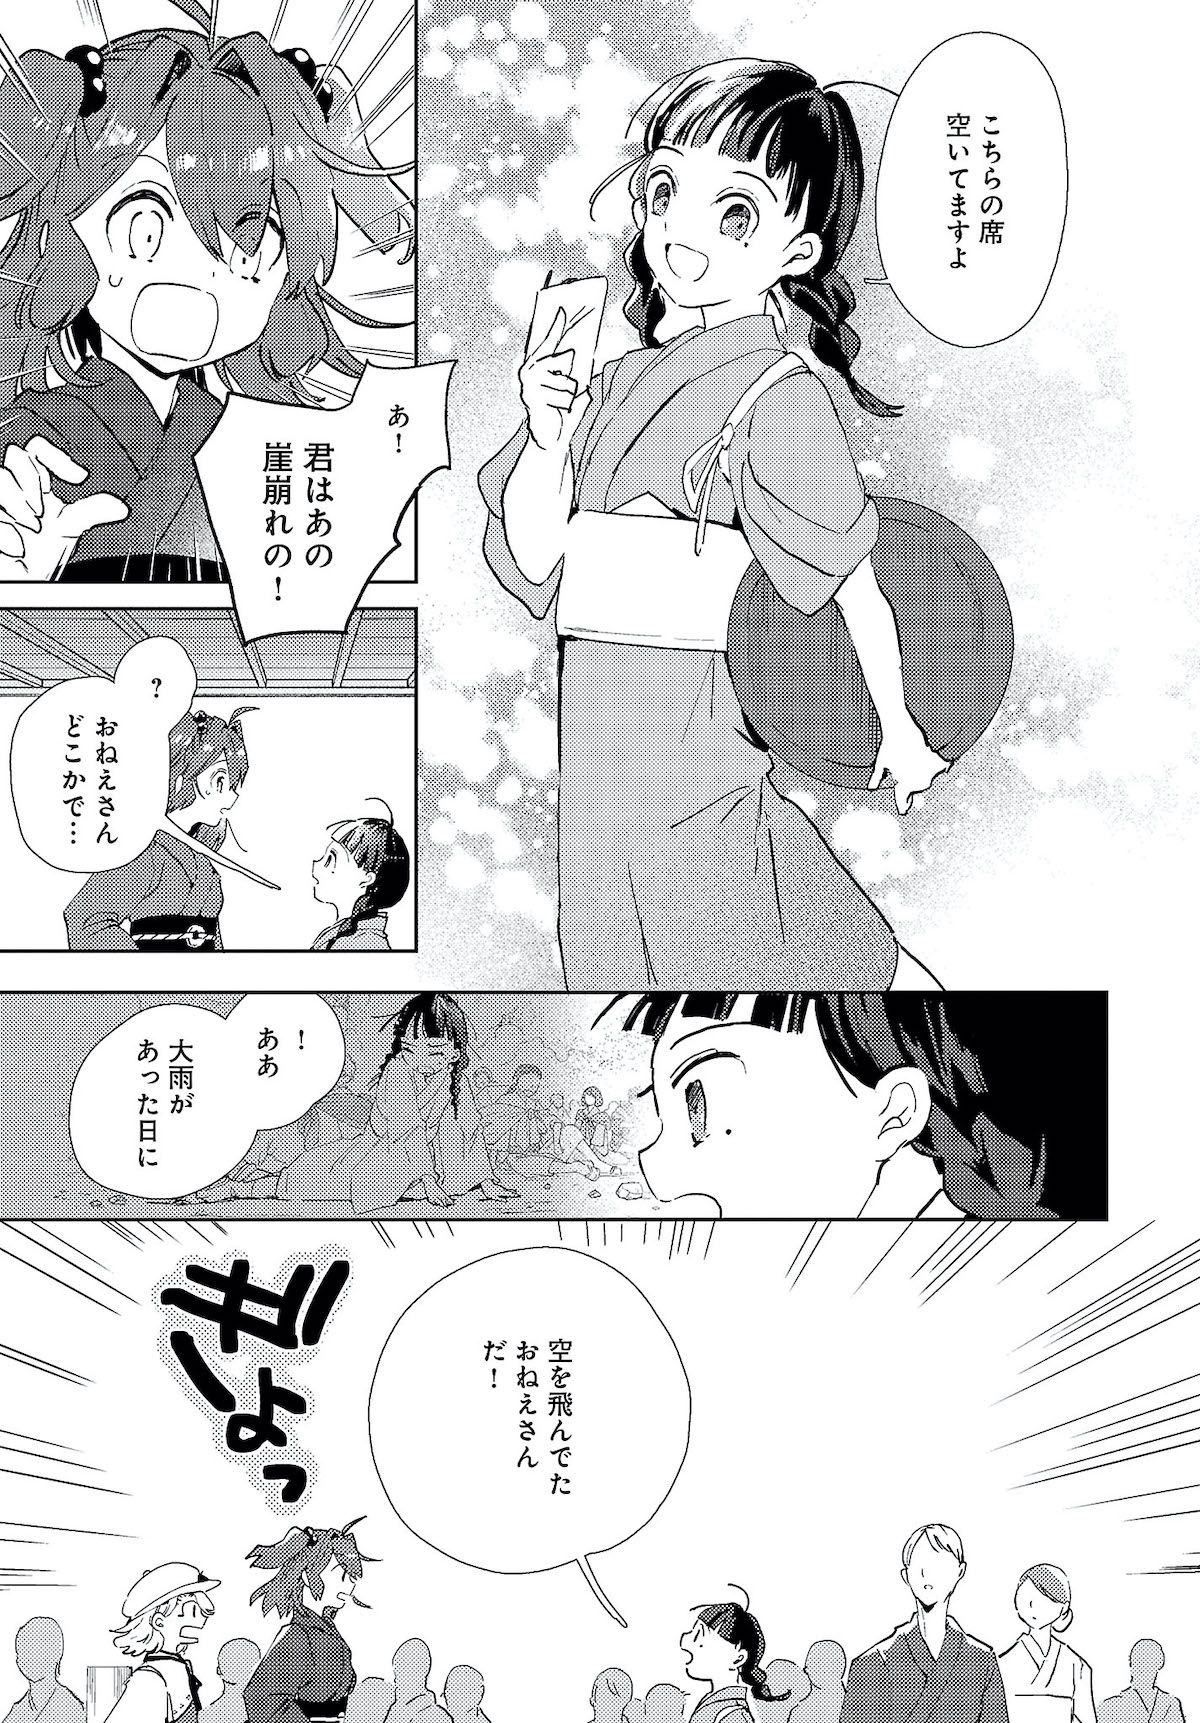 こちらの席
空いてますよ
あ！
君はあの
崖崩れの！
？
おねえさん
どこかで…
！
ああ
大雨が
あった日に
空を飛んでた
おねえさん
だ！
ぎょっ